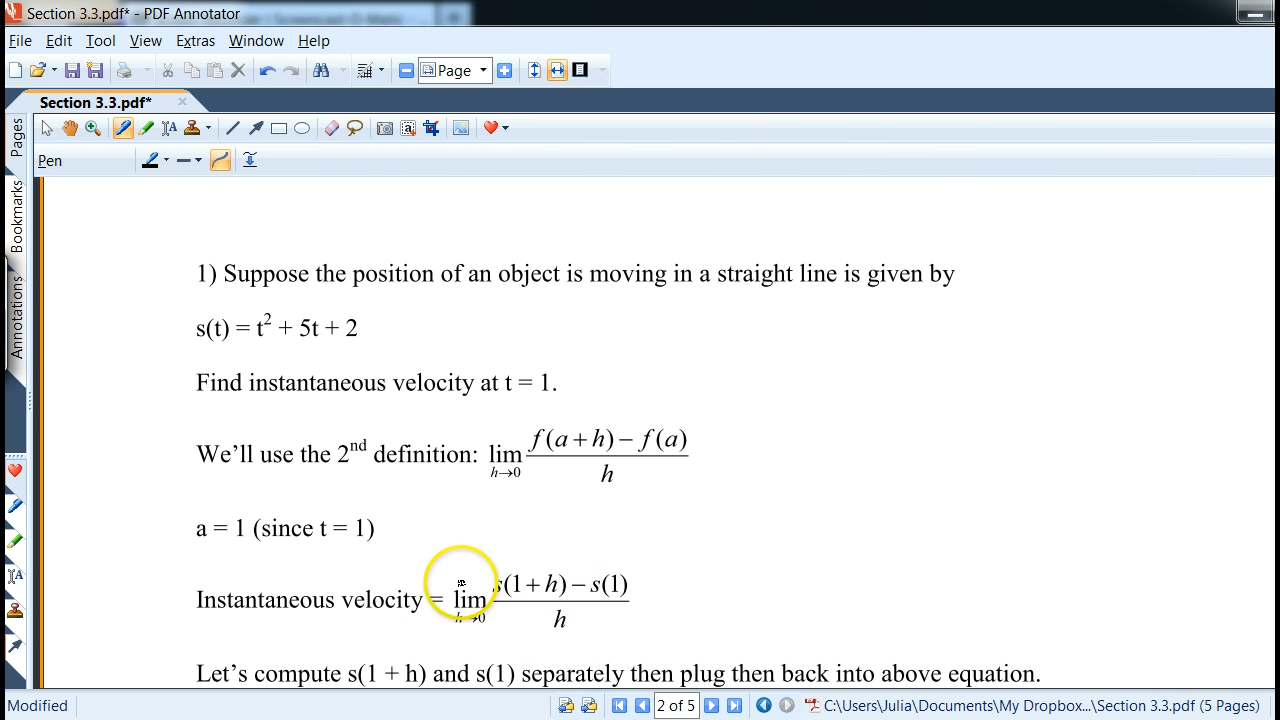 Section 3.3.pdf* - PDF Annotator
File Edit Tool View Extras Window Help
Page
Section 3.3.pdf*
Pen
Pages
Bookmarks
Annotations
1) Suppose the position of an object is moving in a straight line is given by
s(t) = t² + 5t + 2
Find instantaneous velocity at t = 1.
We’ll use the 2nd definition: lim h→0 f(a+h)−f(a) / h
a = 1 (since t = 1)
Instantaneous velocity = lim h→0 s(1+h)−s(1) / h
Let’s compute s(1 + h) and s(1) separately then plug then back into above equation.
Modified
2 of 5
C:\Users\Julia\Documents\My Dropbox...\Section 3.3.pdf (5 Pages)